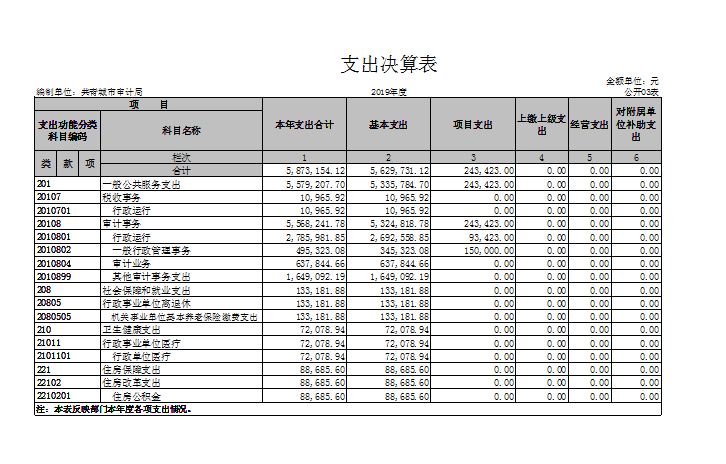 支出决算表
金额单位：元
编制单位：共青城市审计局 2019年度 公开03表
项 目 本年支出合计 基本支出 项目支出 上缴上级支出 经营支出 对附属单位补助支出
支出功能分类科目编码 科目名称
类 款 项 栏次 1 2 3 4 5 6
合计 5,873,154.12 5,629,731.12 243,423.00 0.00 0.00 0.00
201 一般公共服务支出 5,579,207.70 5,335,784.70 243,423.00 0.00 0.00 0.00
20107 税收事务 10,965.92 10,965.92 0.00 0.00 0.00 0.00
2010701 行政运行 10,965.92 10,965.92 0.00 0.00 0.00 0.00
20108 审计事务 5,568,241.78 5,324,818.78 243,423.00 0.00 0.00 0.00
2010801 行政运行 2,785,981.85 2,692,558.85 93,423.00 0.00 0.00 0.00
2010802 一般行政管理事务 495,323.08 345,323.08 150,000.00 0.00 0.00 0.00
2010804 审计业务 637,844.66 637,844.66 0.00 0.00 0.00 0.00
2010899 其他审计事务支出 1,649,092.19 1,649,092.19 0.00 0.00 0.00 0.00
208 社会保障和就业支出 133,181.88 133,181.88 0.00 0.00 0.00 0.00
20805 行政事业单位离退休 133,181.88 133,181.88 0.00 0.00 0.00 0.00
2080505 机关事业单位基本养老保险缴费支出 133,181.88 133,181.88 0.00 0.00 0.00 0.00
210 卫生健康支出 72,078.94 72,078.94 0.00 0.00 0.00 0.00
21011 行政事业单位医疗 72,078.94 72,078.94 0.00 0.00 0.00 0.00
2101101 行政单位医疗 72,078.94 72,078.94 0.00 0.00 0.00 0.00
221 住房保障支出 88,685.60 88,685.60 0.00 0.00 0.00 0.00
22102 住房改革支出 88,685.60 88,685.60 0.00 0.00 0.00 0.00
2210201 住房公积金 88,685.60 88,685.60 0.00 0.00 0.00 0.00
注：本表反映部门本年度各项支出情况。